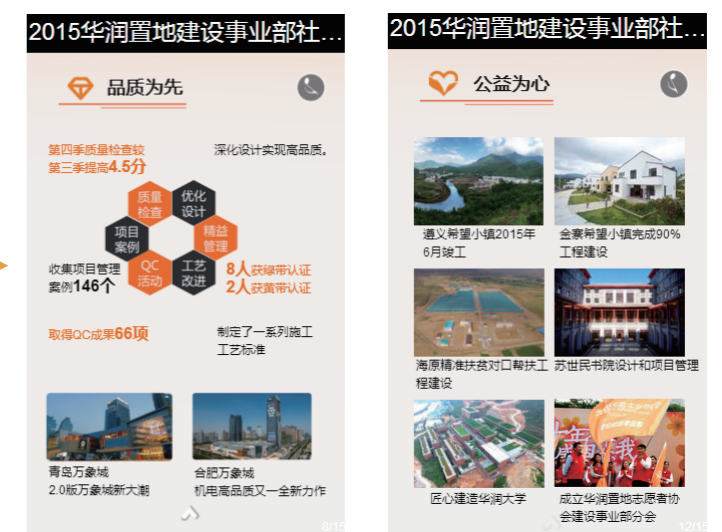 2015华润置地建设事业部社...
品质为先
第四季质量检查较
第三季提高4.5分
深化设计实现高品质。
质量
检查
优化
设计
项目
案例
精益
管理
QC
活动
工艺
改进
收集项目管理
案例146个
8人获绿带认证
2人获黄带认证
取得QC成果66项
制定了一系列施工
工艺标准
青岛万象城
2.0版万象城新大潮
合肥万象城
机电高品质又一全新力作
8/15
2015华润置地建设事业部社...
公益为心
遵义希望小镇2015年
6月竣工
金寨希望小镇完成90%
工程建设
海原精准扶贫对口帮扶工
程建设
苏世民书院设计和项目管理
匠心建造华润大学
成立华润置地志愿者协
会建设事业部分会
12/15